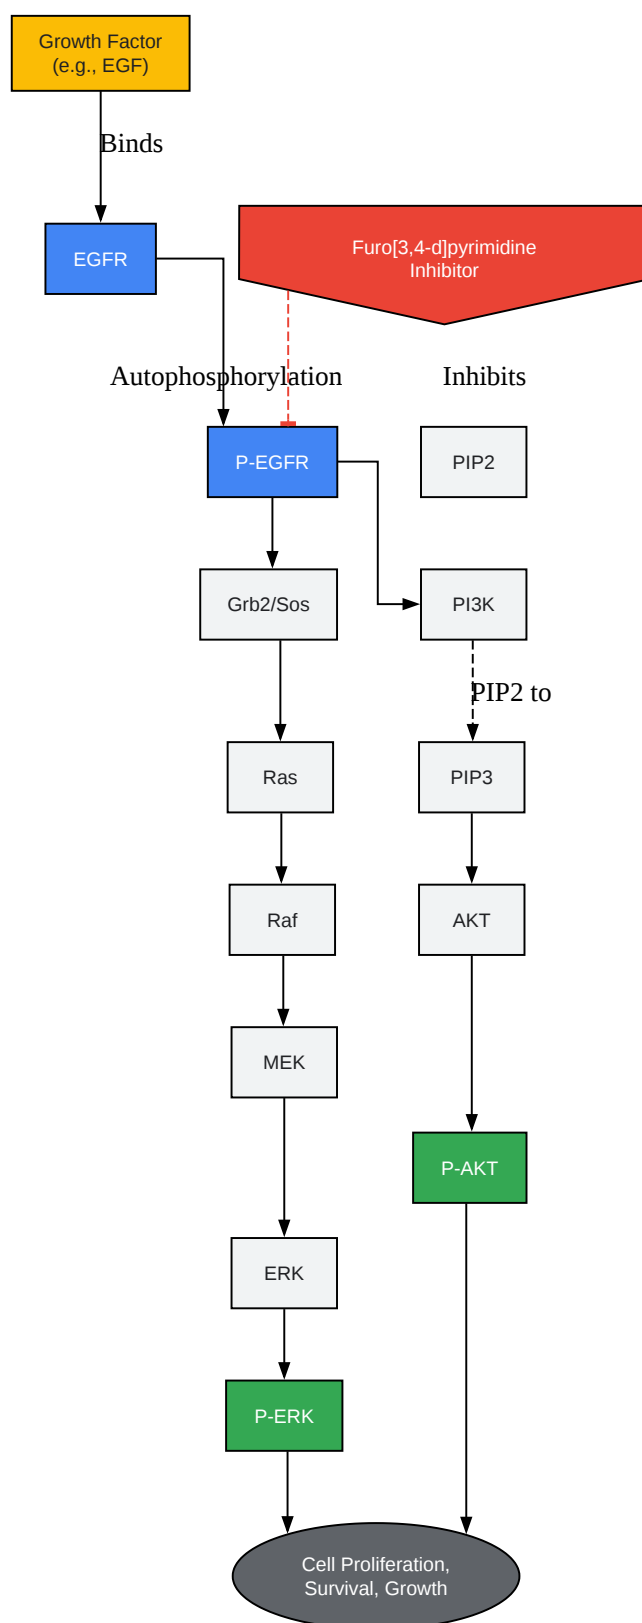 Growth Factor
(e.g., EGF)
Binds
EGFR
Furo[3,4-d]pyrimidine
Inhibitor
Autophosphorylation
Inhibits
P-EGFR
PIP2
Grb2/Sos
PI3K
PIP2 to
Ras
PIP3
Raf
AKT
MEK
P-AKT
ERK
P-ERK
Cell Proliferation,
Survival, Growth